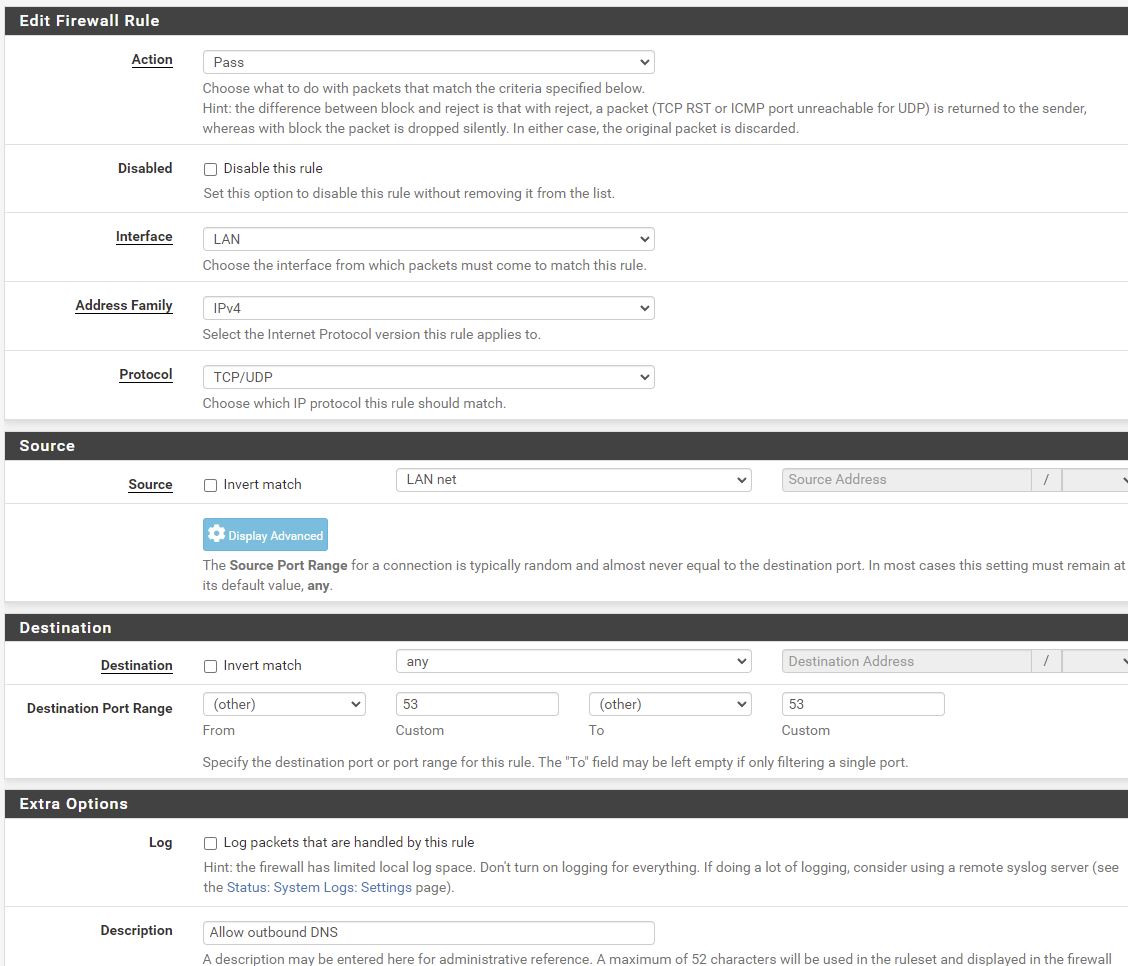 Edit Firewall Rule
Action Pass
Choose what to do with packets that match the criteria specified below.
Hint: the difference between block and reject is that with reject, a packet (TCP RST or ICMP port unreachable for UDP) is returned to the sender,
whereas with block the packet is dropped silently. In either case, the original packet is discarded.
Disabled Disable this rule
Set this option to disable this rule without removing it from the list.
Interface LAN
Choose the interface from which packets must come to match this rule.
Address Family IPv4
Select the Internet Protocol version this rule applies to.
Protocol TCP/UDP
Choose which IP protocol this rule should match.
Source
Source Invert match LAN net Source Address /
Display Advanced
The Source Port Range for a connection is typically random and almost never equal to the destination port. In most cases this setting must remain at
its default value, any.
Destination
Destination Invert match any Destination Address /
Destination Port Range (other) 53 (other) 53
From Custom To Custom
Specify the destination port or port range for this rule. The "To" field may be left empty if only filtering a single port.
Extra Options
Log Log packets that are handled by this rule
Hint: the firewall has limited local log space. Don't turn on logging for everything. If doing a lot of logging, consider using a remote syslog server (see
the Status: System Logs: Settings page).
Description Allow outbound DNS
A description may be entered here for administrative reference. A maximum of 52 characters will be used in the ruleset and displayed in the firewall